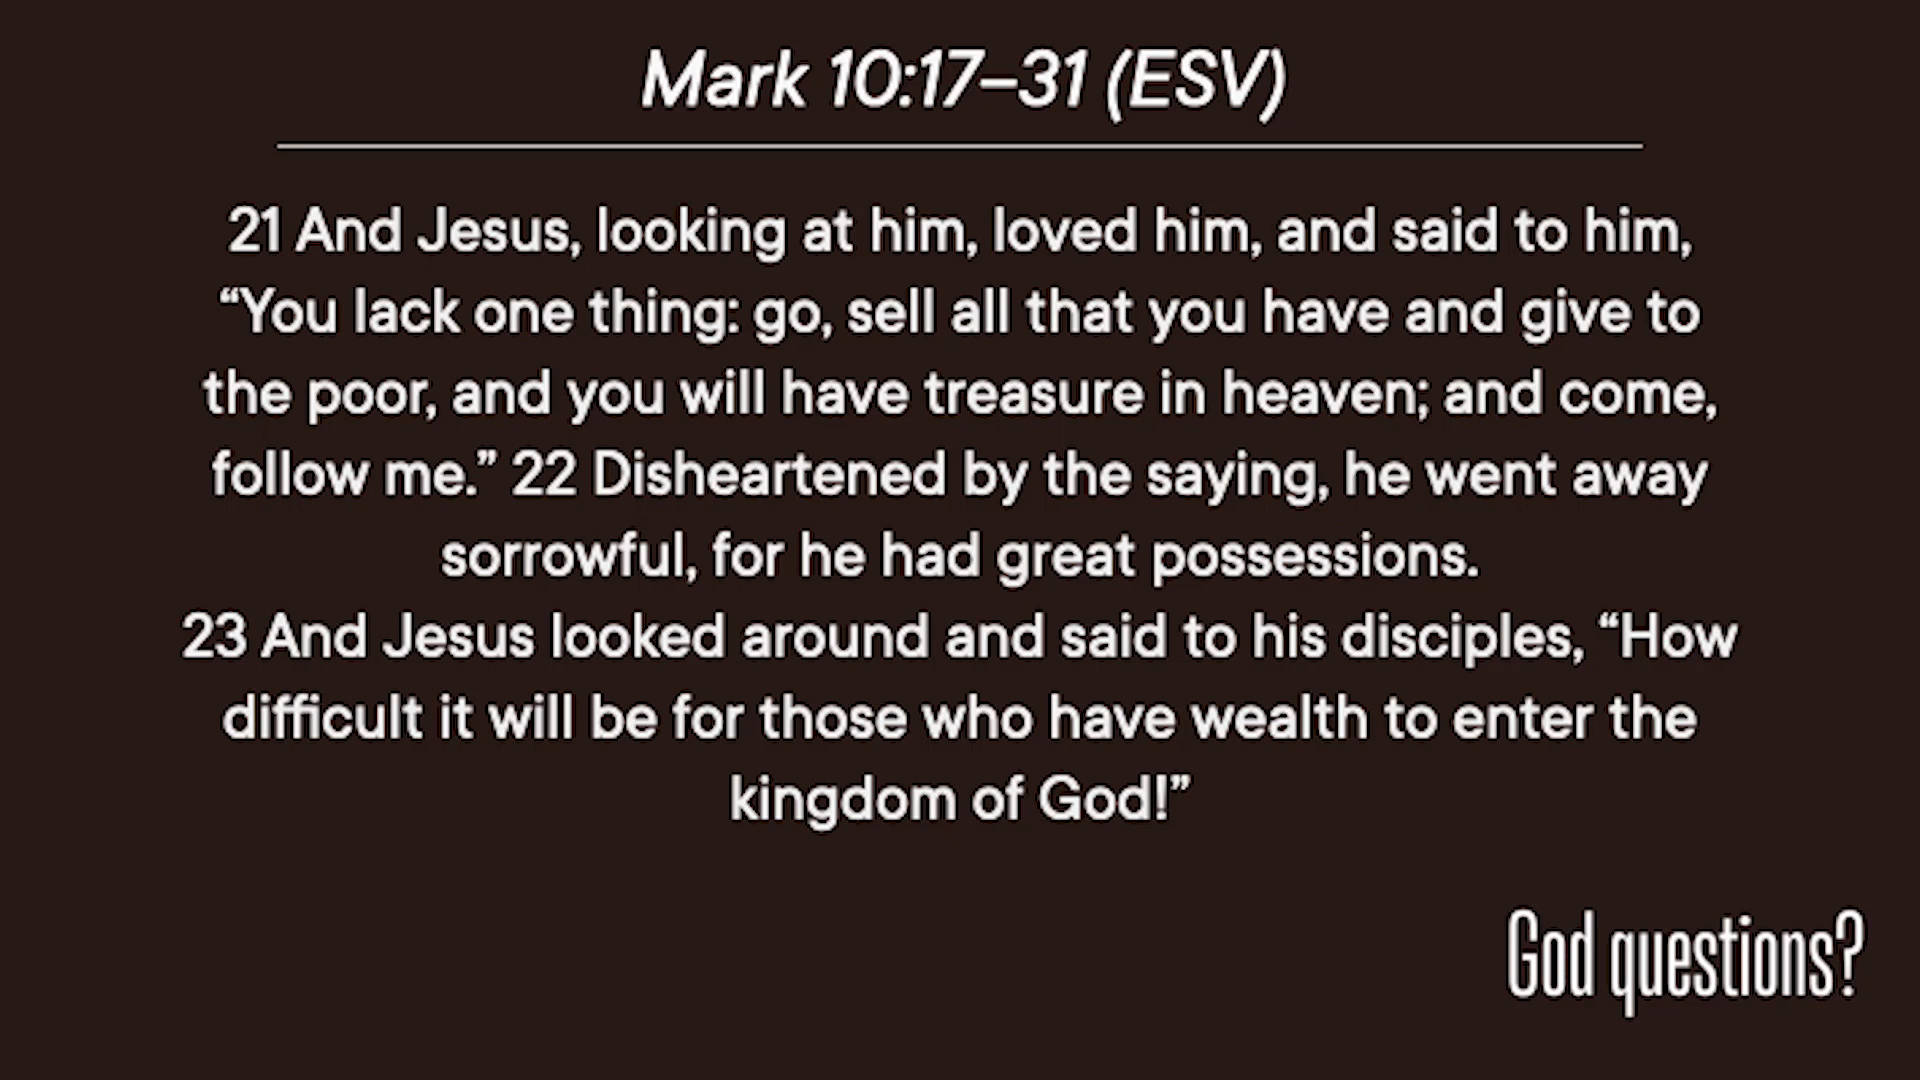 Mark 10:17–31 (ESV)
21 And Jesus, looking at him, loved him, and said to him,
“You lack one thing: go, sell all that you have and give to
the poor, and you will have treasure in heaven; and come,
follow me.” 22 Disheartened by the saying, he went away
sorrowful, for he had great possessions.
23 And Jesus looked around and said to his disciples, “How
difficult it will be for those who have wealth to enter the
kingdom of God!”
God questions?